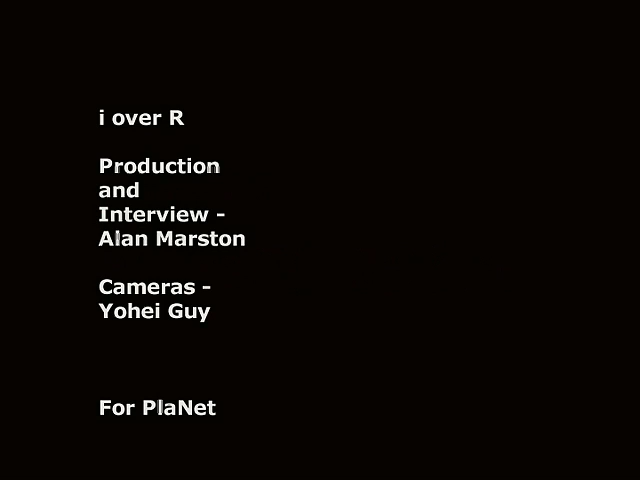 i over R
Production
and
Interview -
Alan Marston
Cameras -
Yohei Guy
For PlaNet